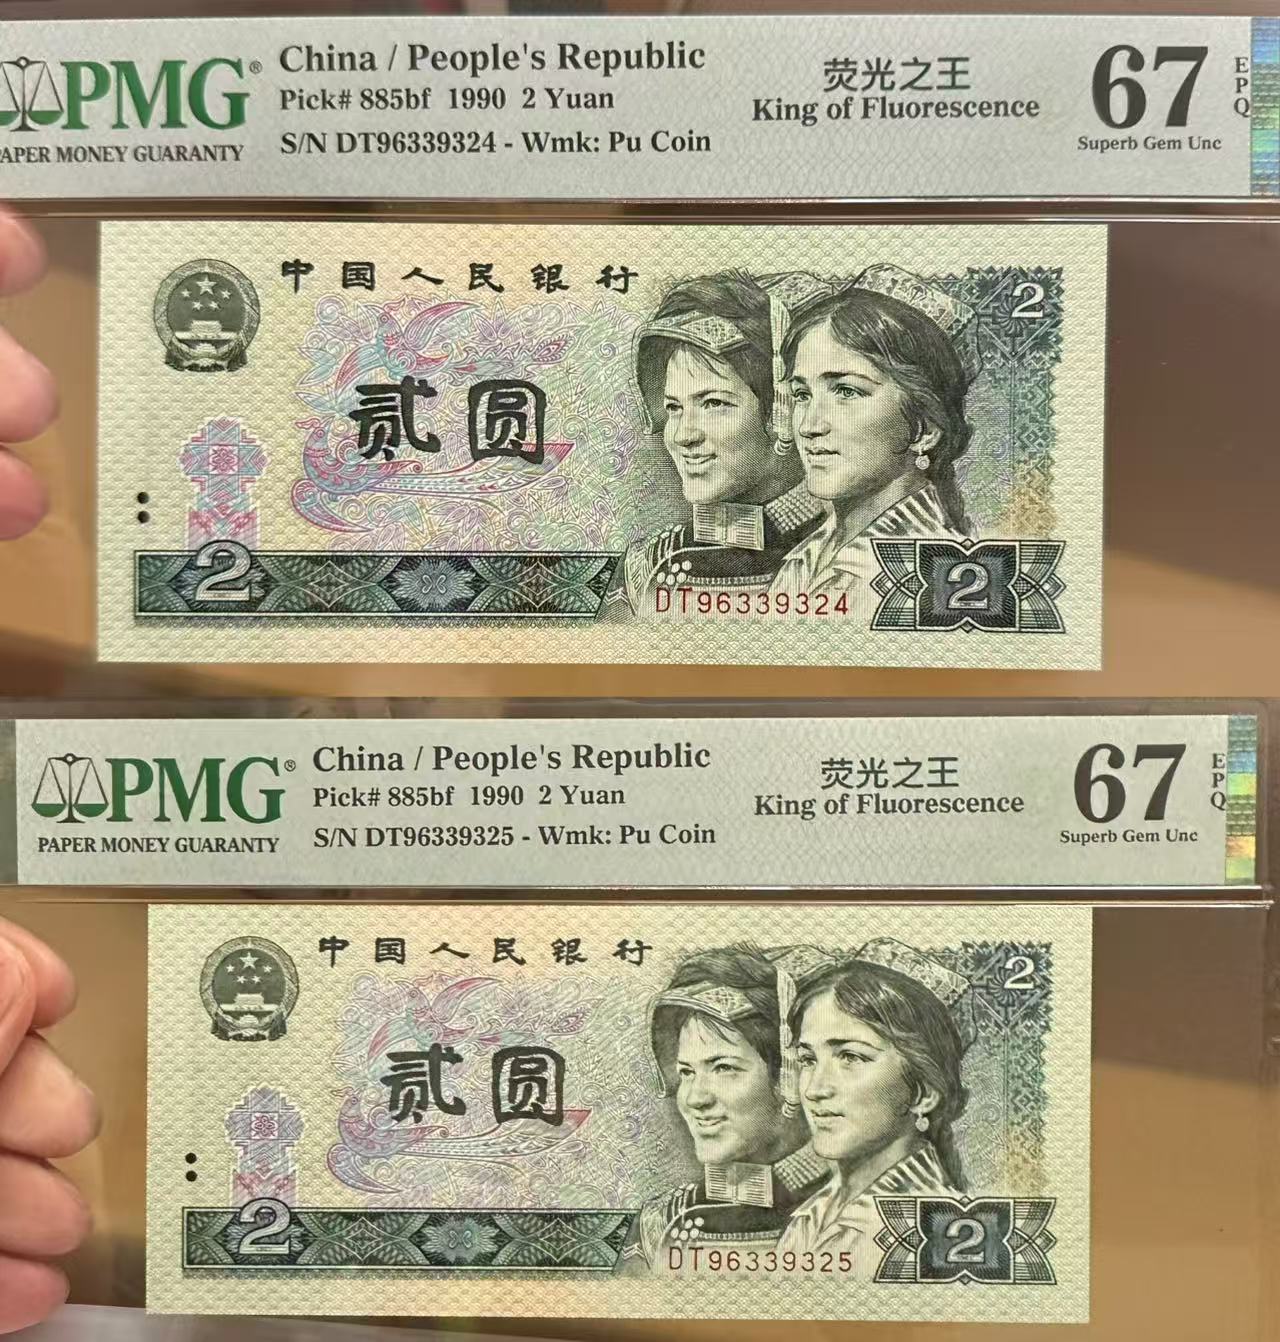 PMG®
PAPER MONEY GUARANTY
China / People's Republic
Pick# 885bf 1990 2 Yuan
S/N DT96339324 - Wmk: Pu Coin
荧光之王
King of Fluorescence
67
EPQ
Superb Gem Unc
中国人民银行
2
贰圆
2
DT96339324
2
PMG®
PAPER MONEY GUARANTY
China / People's Republic
Pick# 885bf 1990 2 Yuan
S/N DT96339325 - Wmk: Pu Coin
荧光之王
King of Fluorescence
67
EPQ
Superb Gem Unc
中国人民银行
2
贰圆
2
DT96339325
2